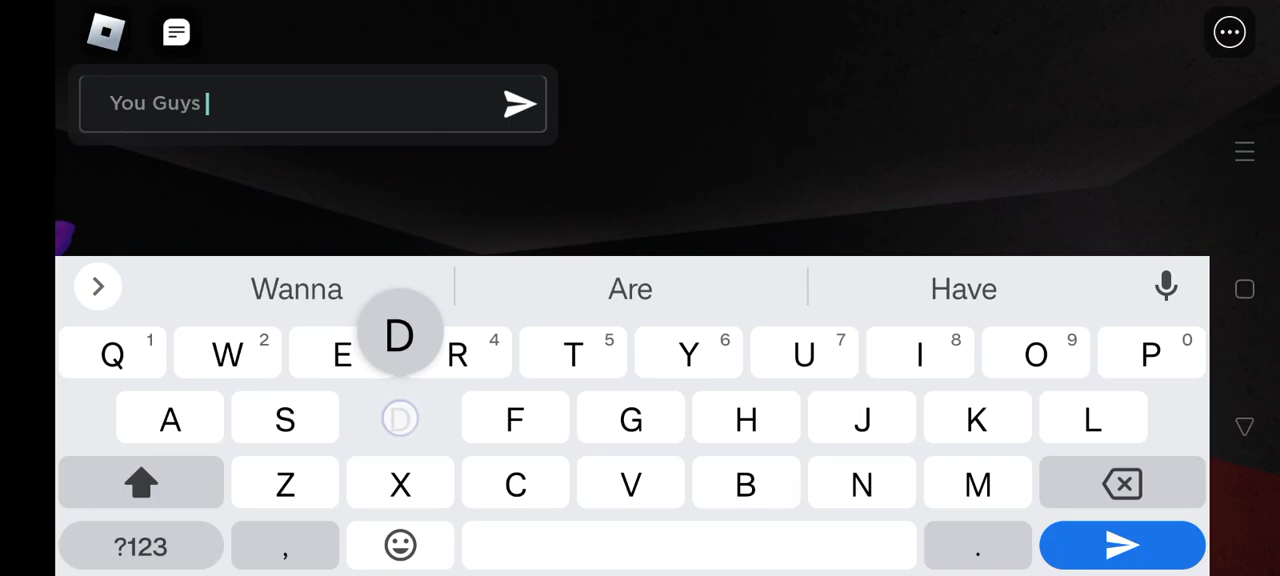 You Guys
Wanna Are Have
D
Q 1 W 2 E R 4 T 5 Y 6 U 7 I 8 O 9 P 0
A S D F G H J K L
Z X C V B N M
?123 , .